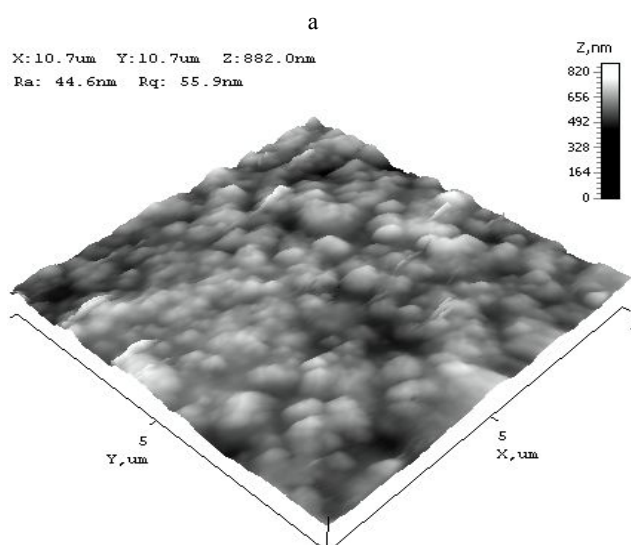 a
X:10.7um Y:10.7um Z:882.0nm
Ra: 44.6nm Rq: 55.9nm
Z,nm
820
656
492
328
164
0
5
Y,um
5
X,um